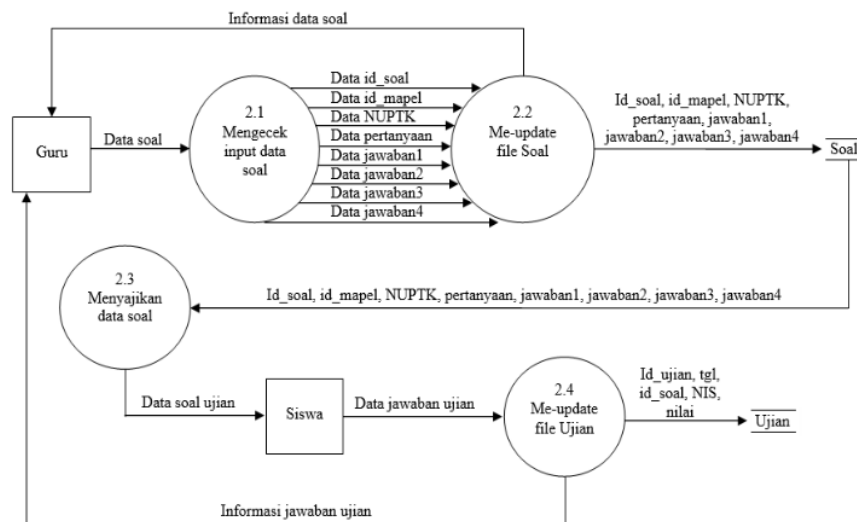 Informasi data soal
Guru
Data soal
2.1
Mengecek
input data
soal
Data id_soal
Data id_mapel
Data NUPTK
Data pertanyaan
Data jawaban1
Data jawaban2
Data jawaban3
Data jawaban4
2.2
Me-update
file Soal
Id_soal, id_mapel, NUPTK,
pertanyaan, jawaban1,
jawaban2, jawaban3, jawaban4
Soal
2.3
Menyajikan
data soal
Id_soal, id_mapel, NUPTK, pertanyaan, jawaban1, jawaban2, jawaban3, jawaban4
Data soal ujian
Siswa
Data jawaban ujian
2.4
Me-update
file Ujian
Id_ujian, tgl,
id_soal, NIS,
nilai
Ujian
Informasi jawaban ujian